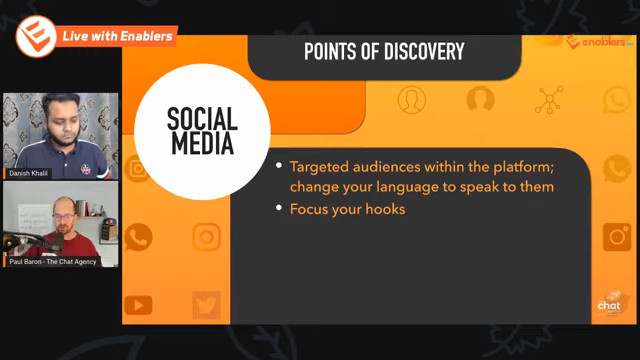 Live with Enablers
POINTS OF DISCOVERY
enablers
SOCIAL
MEDIA
• Targeted audiences within the platform;
change your language to speak to them
• Focus your hooks
Danish Khalil
Paul Baron - The Chat Agency
chat